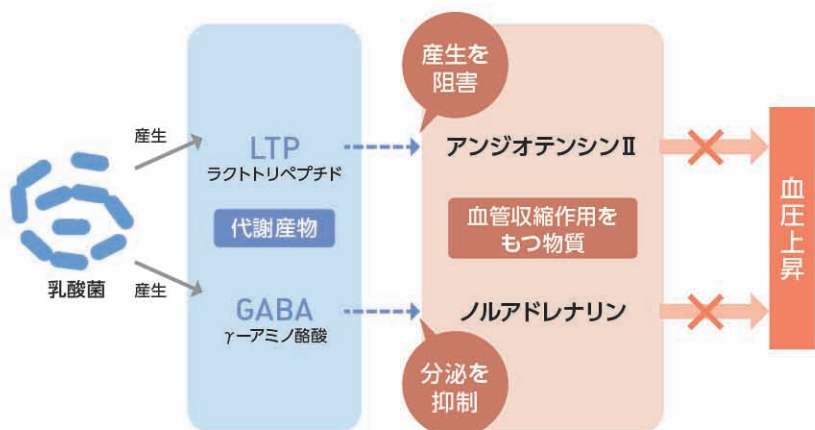 産生を
阻害
産生
LTP
ラクトトリペプチド
アンジオテンシンⅡ
代謝産物
血管収縮作用を
もつ物質
血圧上昇
乳酸菌
産生
GABA
γーアミノ酪酸
ノルアドレナリン
分泌を
抑制